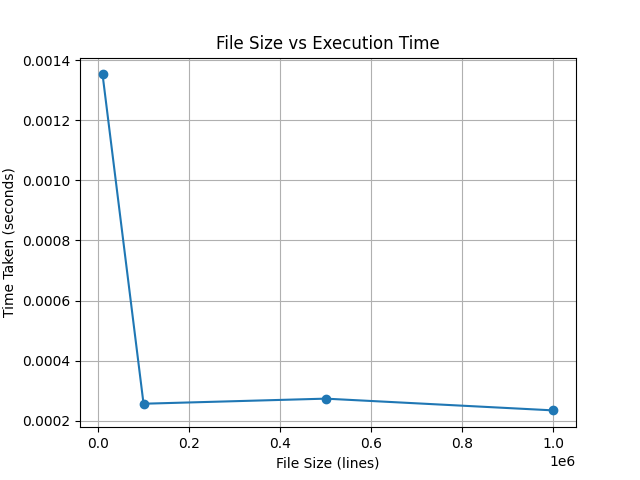 File Size vs Execution Time
Time Taken (seconds)
0.0014
0.0012
0.0010
0.0008
0.0006
0.0004
0.0002
0.0 0.2 0.4 0.6 0.8 1.0
1e6
File Size (lines)